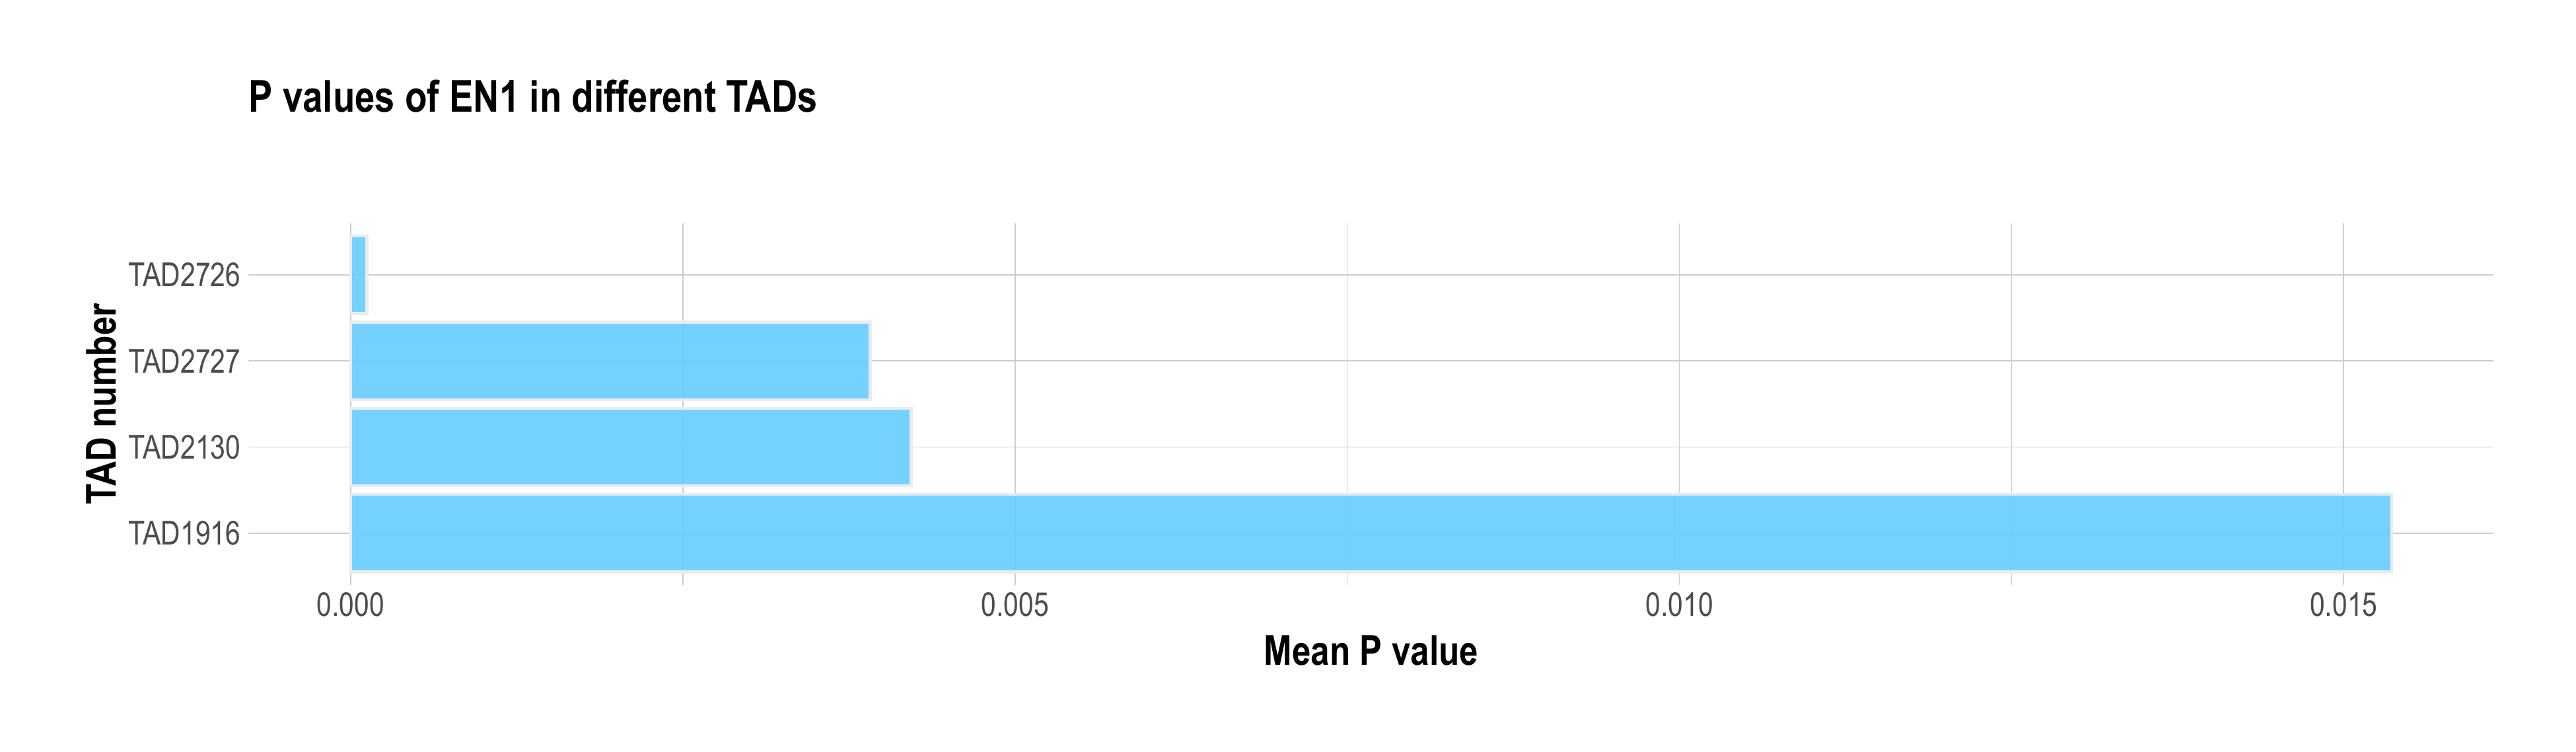 P values of EN1 in different TADs
TAD number
TAD2726
TAD2727
TAD2130
TAD1916
0.000 0.005 0.010 0.015
Mean P value